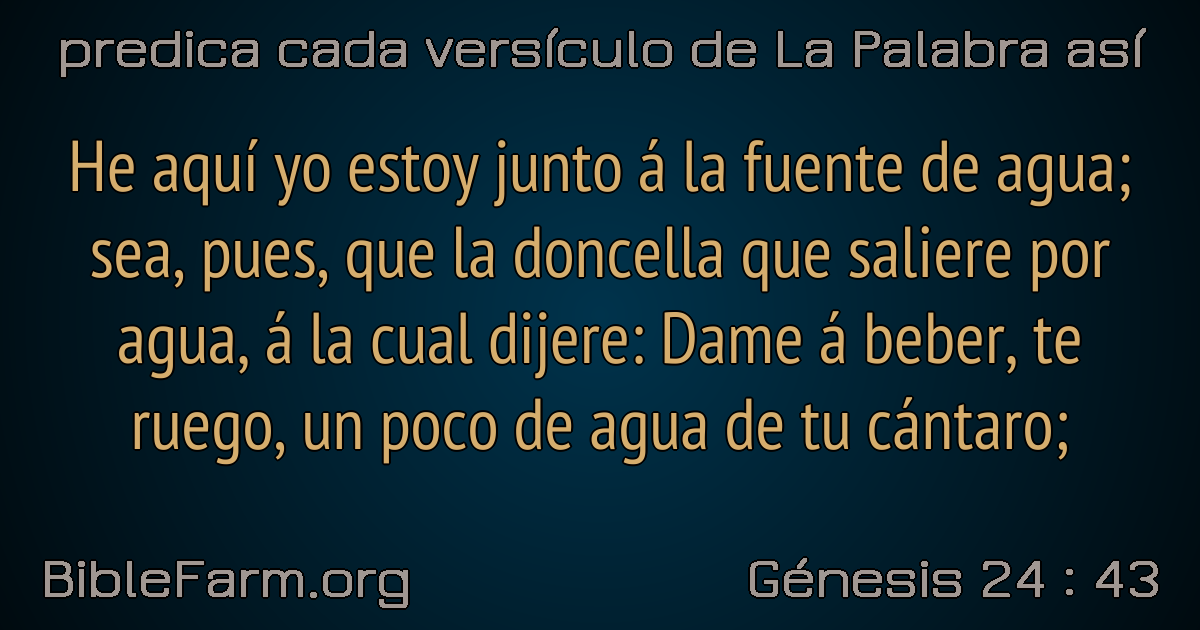 predica cada versículo de La Palabra así
He aquí yo estoy junto á la fuente de agua;
sea, pues, que la doncella que saliere por
agua, á la cual dijere: Dame á beber, te
ruego, un poco de agua de tu cántaro;
BibleFarm.org
Génesis 24 : 43